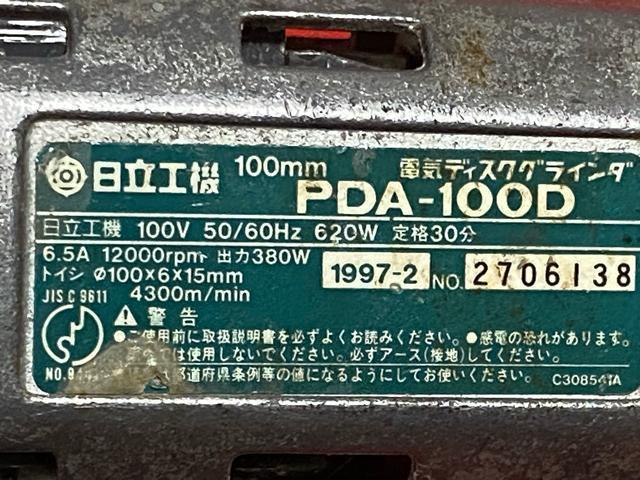 日立工機 100mm 電気ディスクグラインダ
PDA-100D
日立工機 100V 50/60Hz 620W 定格30分
6.5A 12000rpm 出力380W
トイシ Ø100×6×15mm
1997-2 NO. 2706138
JIS C 9611 4300m/min
警告
●ご使用前に取扱説明書を必ずよくお読みください。●感電の恐れがあります。
では使用しないでください。必ずアース(接地)してください。
都道府県条例等の値になるようにしてお使いください。
NO.
C308541A